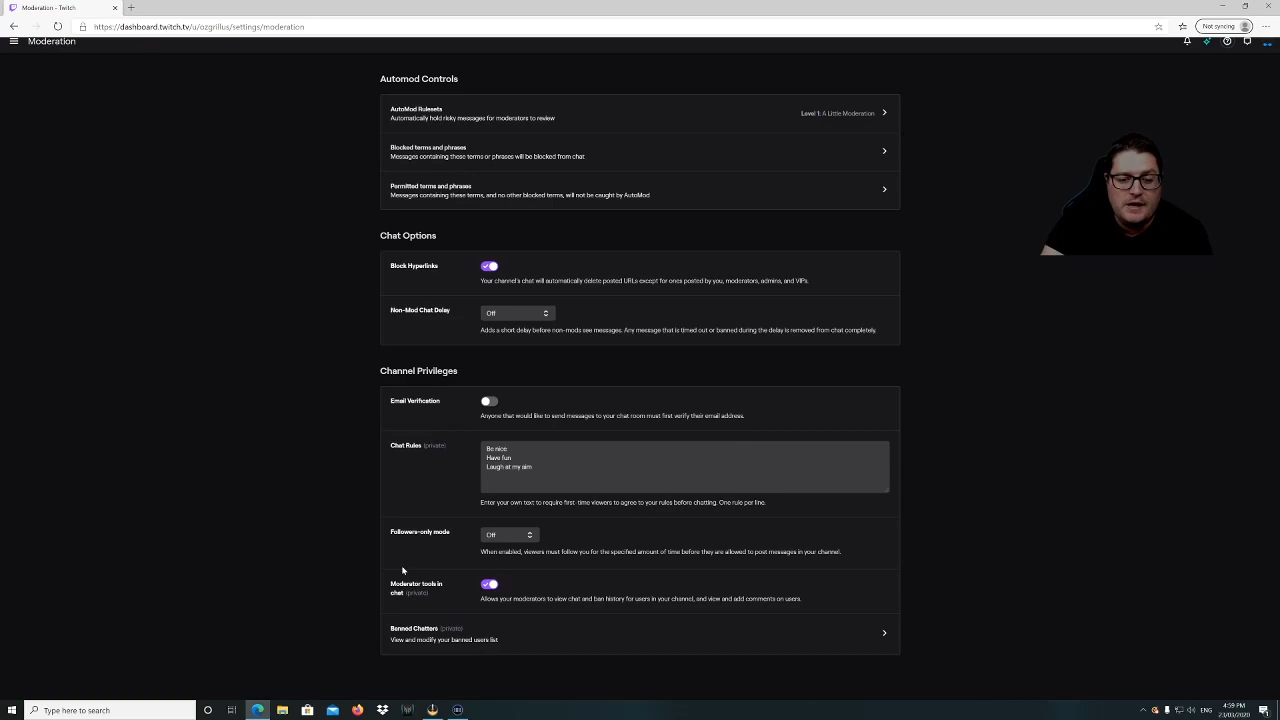 Moderation - Twitch
https://dashboard.twitch.tv/u/ozgrillus/settings/moderation
Not syncing
Moderation
Automod Controls
AutoMod Rulesets
Automatically hold risky messages for moderators to review
Level 1: A Little Moderation
Blocked terms and phrases
Messages containing these terms or phrases will be blocked from chat
Permitted terms and phrases
Messages containing these terms, and no other blocked terms, will not be caught by AutoMod
Chat Options
Block Hyperlinks
Your channel's chat will automatically delete posted URLs except for ones posted by you, moderators, admins, and VIPs.
Non-Mod Chat Delay
Off
Adds a short delay before non-mods see messages. Any message that is timed out or banned during the delay is removed from chat completely.
Channel Privileges
Email Verification
Anyone that would like to send messages to your chat room must first verify their email address.
Chat Rules (private)
Be nice
Have fun
Laugh at my aim
Enter your own text to require first-time viewers to agree to your rules before chatting. One rule per line.
Followers-only mode
Off
When enabled, viewers must follow you for the specified amount of time before they are allowed to post messages in your channel.
Moderator tools in
chat (private)
Allows your moderators to view chat and ban history for users in your channel, and view and add comments on users.
Banned Chatters (private)
View and modify your banned users list
Type here to search
ENG
4:59 PM
23/03/2020